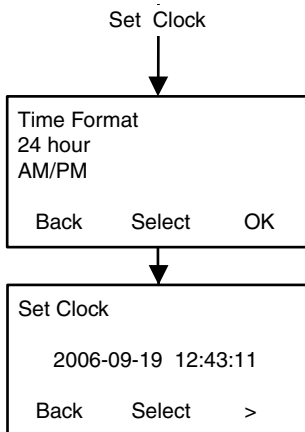 Set Clock
Time Format
24 hour
AM/PM
Back Select OK
Set Clock
2006-09-19 12:43:11
Back Select >